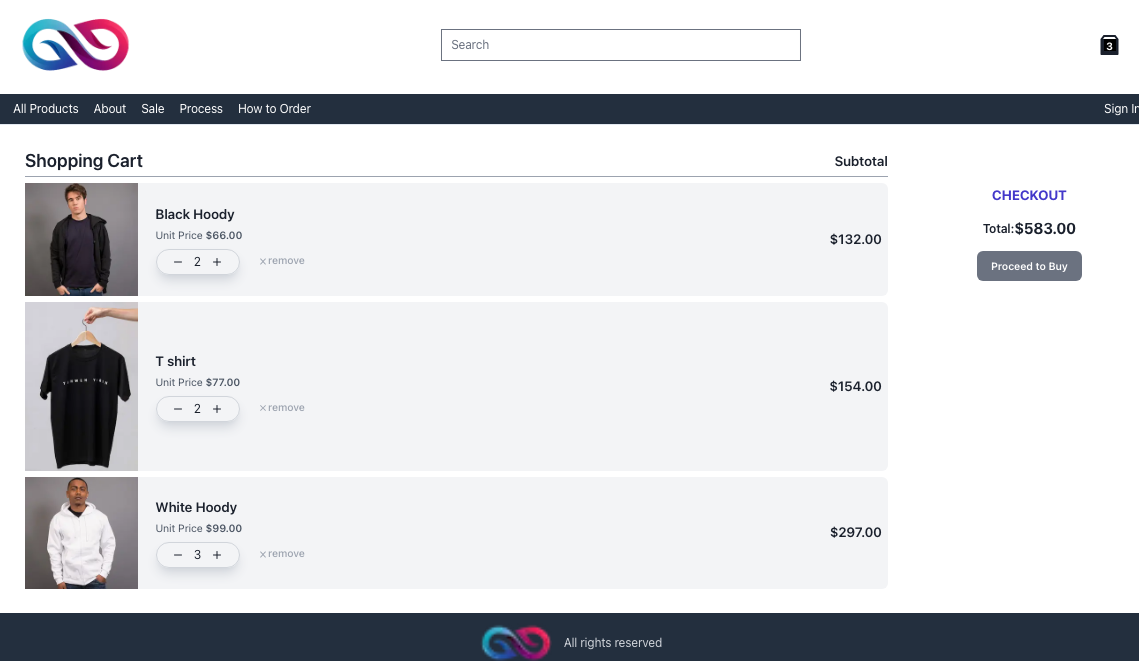 Search
3
All Products About Sale Process How to Order Sign In
Shopping Cart Subtotal
Black Hoody
Unit Price $66.00
− 2 + ×remove
$132.00
T shirt
Unit Price $77.00
− 2 + ×remove
$154.00
White Hoody
Unit Price $99.00
− 3 + ×remove
$297.00
CHECKOUT
Total:$583.00
Proceed to Buy
All rights reserved